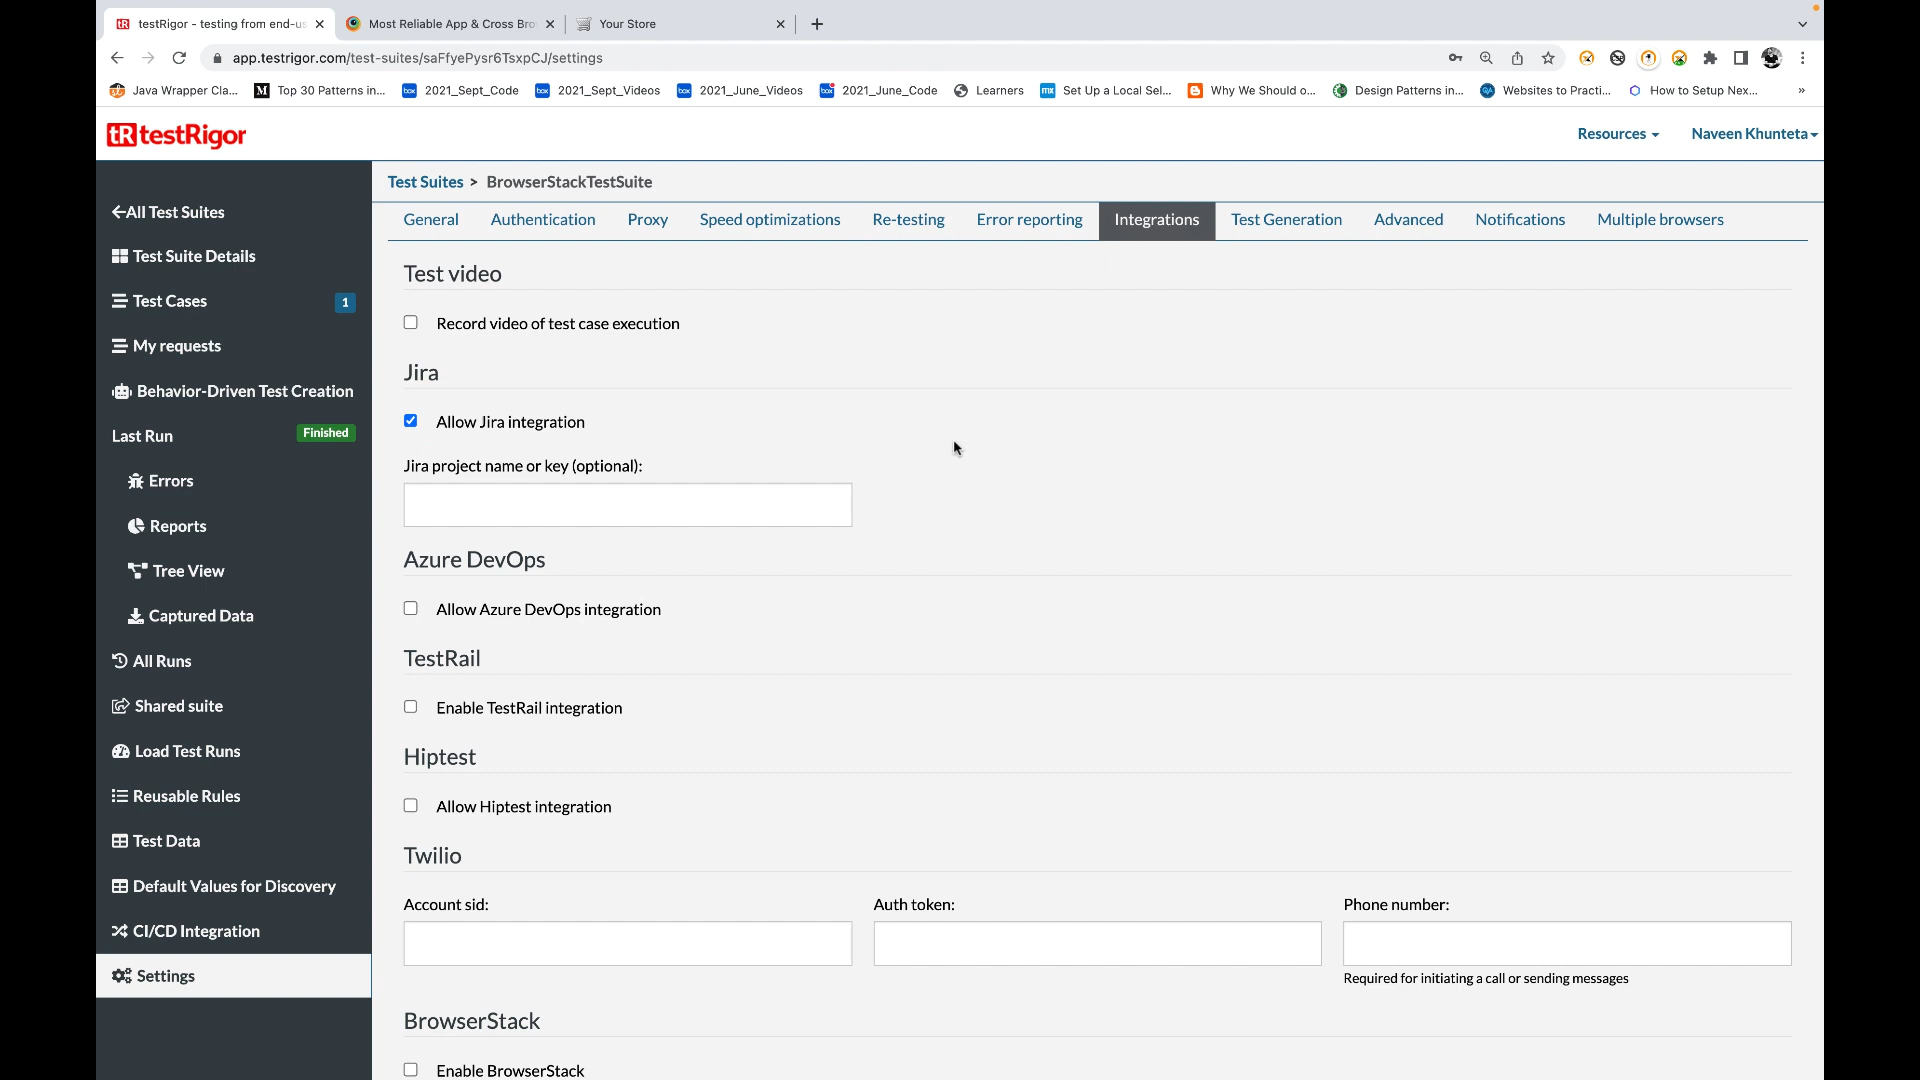 testRigor - testing from end-us
Most Reliable App & Cross Bro
Your Store
app.testrigor.com/test-suites/saFfyePysr6TsxpCJ/settings
Java Wrapper Cla...
Top 30 Patterns in...
2021_Sept_Code
2021_Sept_Videos
2021_June_Videos
2021_June_Code
Learners
Set Up a Local Sel...
Why We Should o...
Design Patterns in...
Websites to Practi...
How to Setup Nex...
»
tR testRigor
Resources
Naveen Khunteta
All Test Suites
Test Suite Details
Test Cases 1
My requests
Behavior-Driven Test Creation
Last Run Finished
Errors
Reports
Tree View
Captured Data
All Runs
Shared suite
Load Test Runs
Reusable Rules
Test Data
Default Values for Discovery
CI/CD Integration
Settings
Test Suites > BrowserStackTestSuite
General Authentication Proxy Speed optimizations Re-testing Error reporting Integrations Test Generation Advanced Notifications Multiple browsers
Test video
Record video of test case execution
Jira
Allow Jira integration
Jira project name or key (optional):
Azure DevOps
Allow Azure DevOps integration
TestRail
Enable TestRail integration
Hiptest
Allow Hiptest integration
Twilio
Account sid: Auth token: Phone number:
Required for initiating a call or sending messages
BrowserStack
Enable BrowserStack